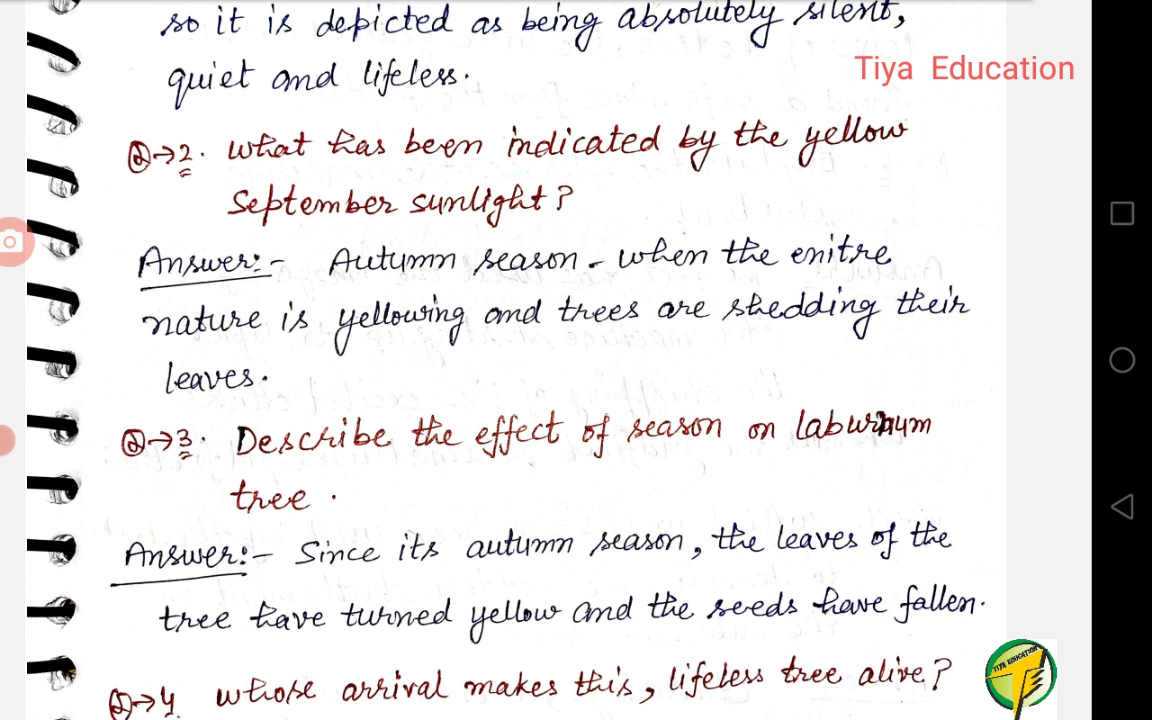 so it is depicted as being absolutely silent,
quiet and lifeless.
Tiya Education
Q→2. What has been indicated by the yellow
September sunlight?
Answer:- Autumn season - when the enitre
nature is yellowing and trees are shedding their
leaves.
Q→3. Describe the effect of season on laburnum
tree.
Answer:- Since its autumn season, the leaves of the
tree have turned yellow and the seeds have fallen.
TIYA EDUCATION
Q→4 whose arrival makes this, lifeless tree alive?